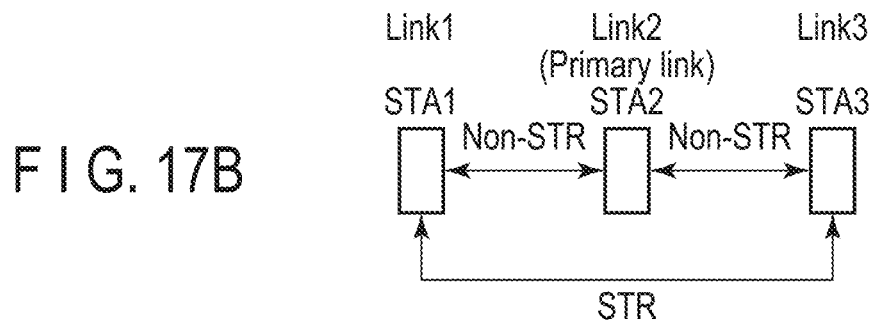 Link1 Link2 Link3
(Primary link)
STA1 STA2 STA3
Non-STR Non-STR
F I G. 17B
STR